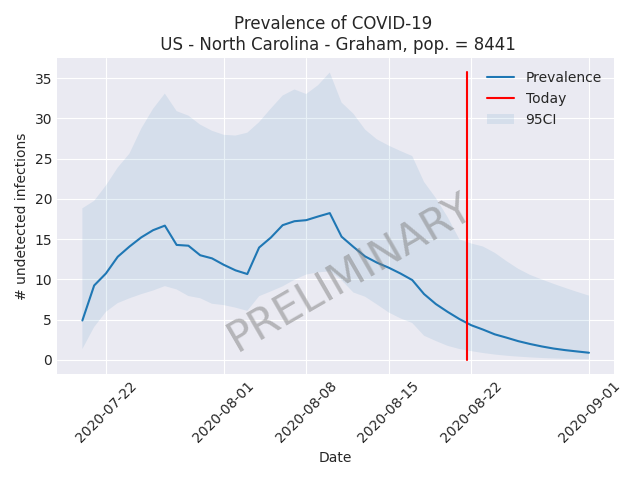 Prevalence of COVID-19
US - North Carolina - Graham, pop. = 8441
# undetected infections
35
30
25
20
15
10
5
0
Prevalence
Today
95CI
PRELIMINARY
2020-07-22
2020-08-01
2020-08-08
2020-08-15
2020-08-22
2020-09-01
Date